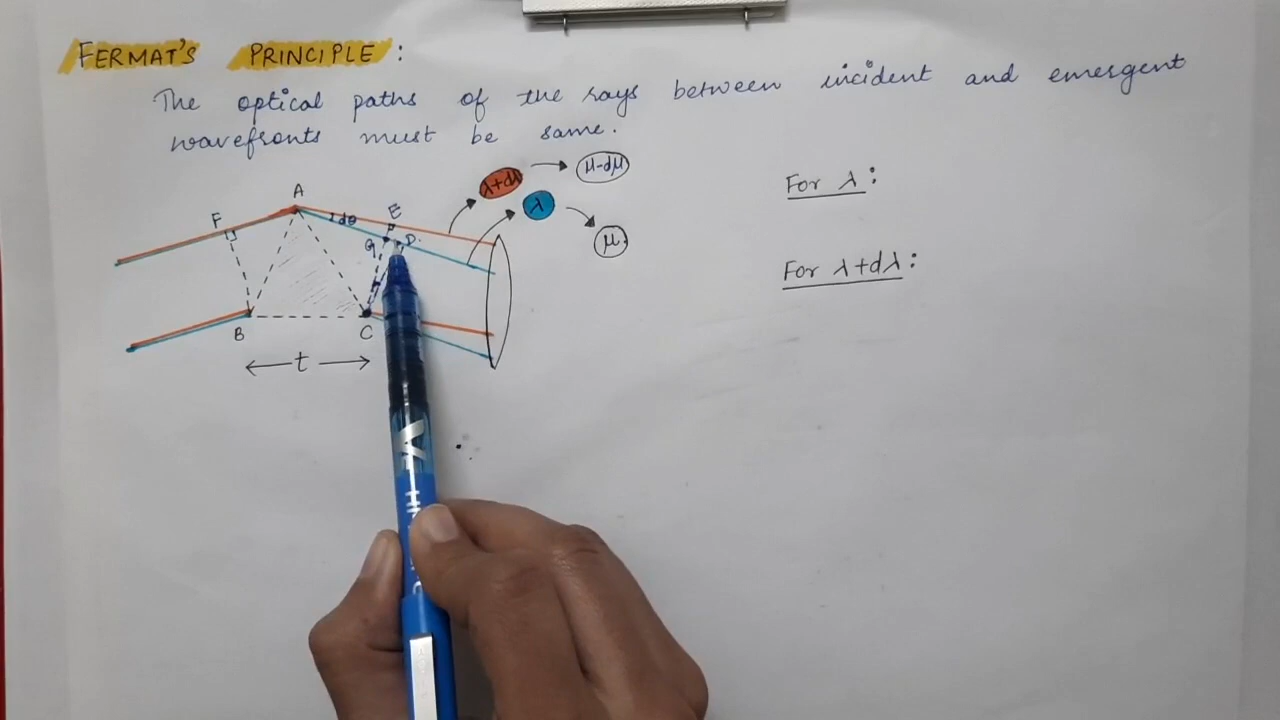 FERMAT'S PRINCIPLE :
The optical paths of the rays between incident and emergent
wavefronts must be same.
λ+dλ → μ-dμ
λ
μ
A
E
F
dθ
G
D
B
C
t
For λ :
For λ+dλ :
V